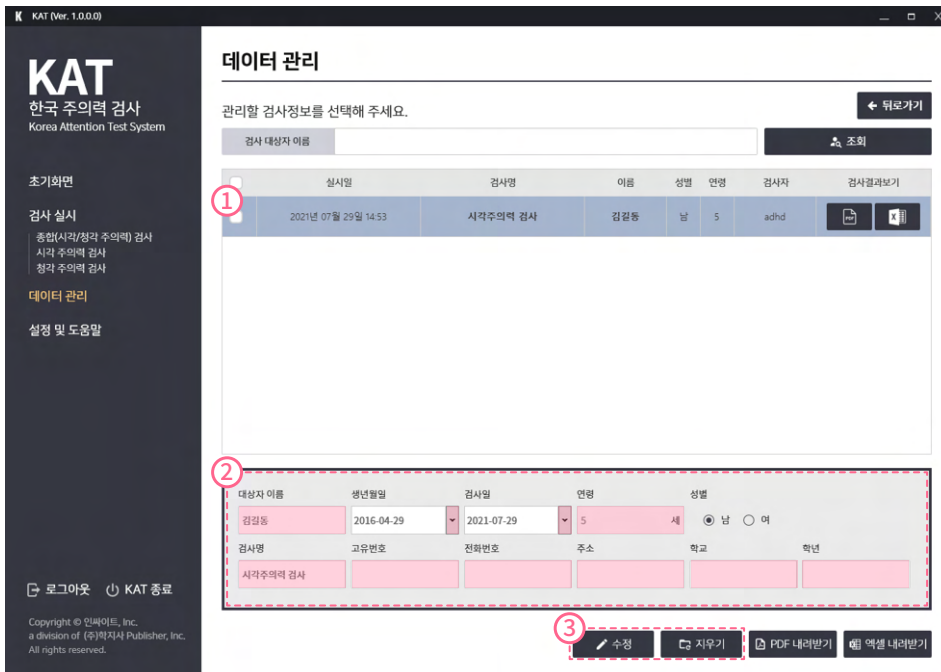 K KAT (Ver. 1.0.0.0)
KAT
한국 주의력 검사
Korea Attention Test System
초기화면
검사 실시
종합(시각/청각 주의력) 검사
시각 주의력 검사
청각 주의력 검사
데이터 관리
설정 및 도움말
로그아웃 KAT 종료
Copyright © 인싸이트, Inc.
a division of (주)학지사 Publisher, Inc.
All rights reserved.
데이터 관리
관리할 검사정보를 선택해 주세요.
뒤로가기
검사 대상자 이름 조회
실시일 검사명 이름 성별 연령 검사자 검사결과보기
1
2021년 07월 29일 14:53 시각주의력 검사 김길동 남 5 adhd PDF X
2
대상자 이름 생년월일 검사일 연령 성별
김길동 2016-04-29 2021-07-29 5 세 남 여
검사명 고유번호 전화번호 주소 학교 학년
시각주의력 검사
3
수정 지우기 PDF 내려받기 엑셀 내려받기